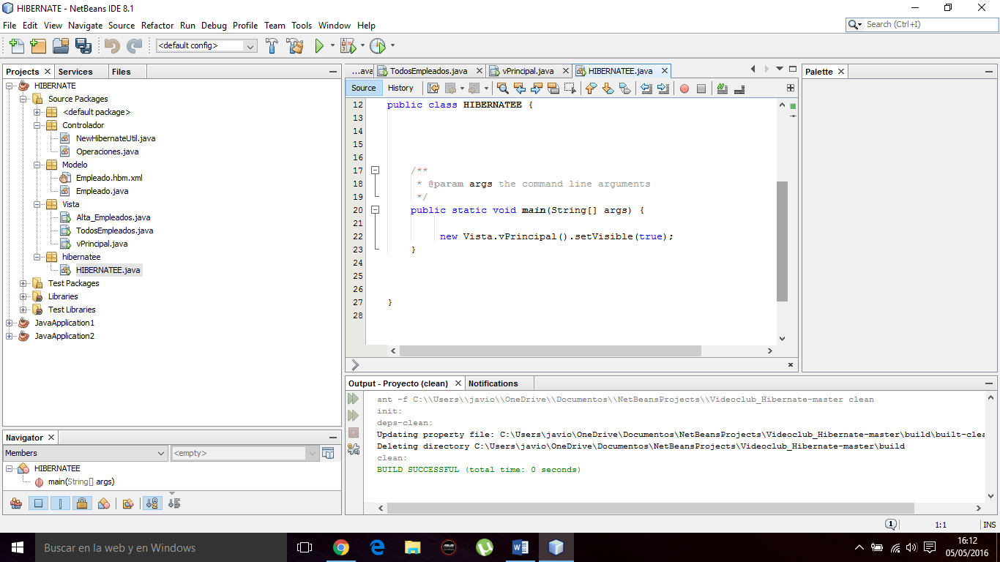 HIBERNATE - NetBeans IDE 8.1
File Edit View Navigate Source Refactor Run Debug Profile Team Tools Window Help
Search (Ctrl+I)
<default config>
Projects Services Files
HIBERNATE
Source Packages
<default package>
Controlador
NewHibernateUtil.java
Operaciones.java
Modelo
Empleado.hbm.xml
Empleado.java
Vista
Alta_Empleados.java
TodosEmpleados.java
vPrincipal.java
hibernatee
HIBERNATEE.java
Test Packages
Libraries
Test Libraries
JavaApplication1
JavaApplication2
Navigator
Members
<empty>
HIBERNATEE
main(String[] args)
...ava TodosEmpleados.java vPrincipal.java HIBERNATEE.java
Source History
12 public class HIBERNATEE {
13
14
15
16
17 /**
18 * @param args the command line arguments
19 */
20 public static void main(String[] args) {
21
22 new Vista.vPrincipal().setVisible(true);
23 }
24
25
26
27 }
28
Palette
Output - Proyecto (clean) Notifications
ant -f C:\\Users\\javio\\OneDrive\\Documentos\\NetBeansProjects\\Videoclub_Hibernate-master clean
init:
deps-clean:
Updating property file: C:\Users\javio\OneDrive\Documentos\NetBeansProjects\Videoclub_Hibernate-master\build\built-clea
Deleting directory C:\Users\javio\OneDrive\Documentos\NetBeansProjects\Videoclub_Hibernate-master\build
clean:
BUILD SUCCESSFUL (total time: 0 seconds)
1 1:1 INS
Buscar en la web y en Windows
16:12
05/05/2016